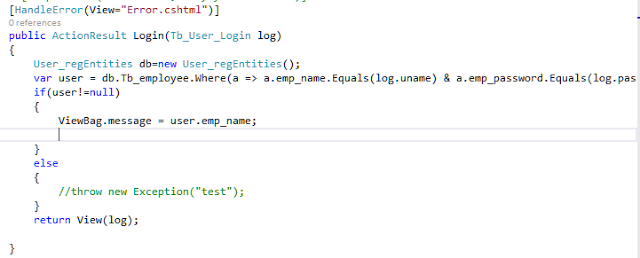 [HandleError(View="Error.cshtml")]
0 references
public ActionResult Login(Tb_User_Login log)
{
User_regEntities db=new User_regEntities();
var user = db.Tb_employee.Where(a => a.emp_name.Equals(log.uname) & a.emp_password.Equals(log.pas
if(user!=null)
{
ViewBag.message = user.emp_name;
}
else
{
//throw new Exception("test");
}
return View(log);
}